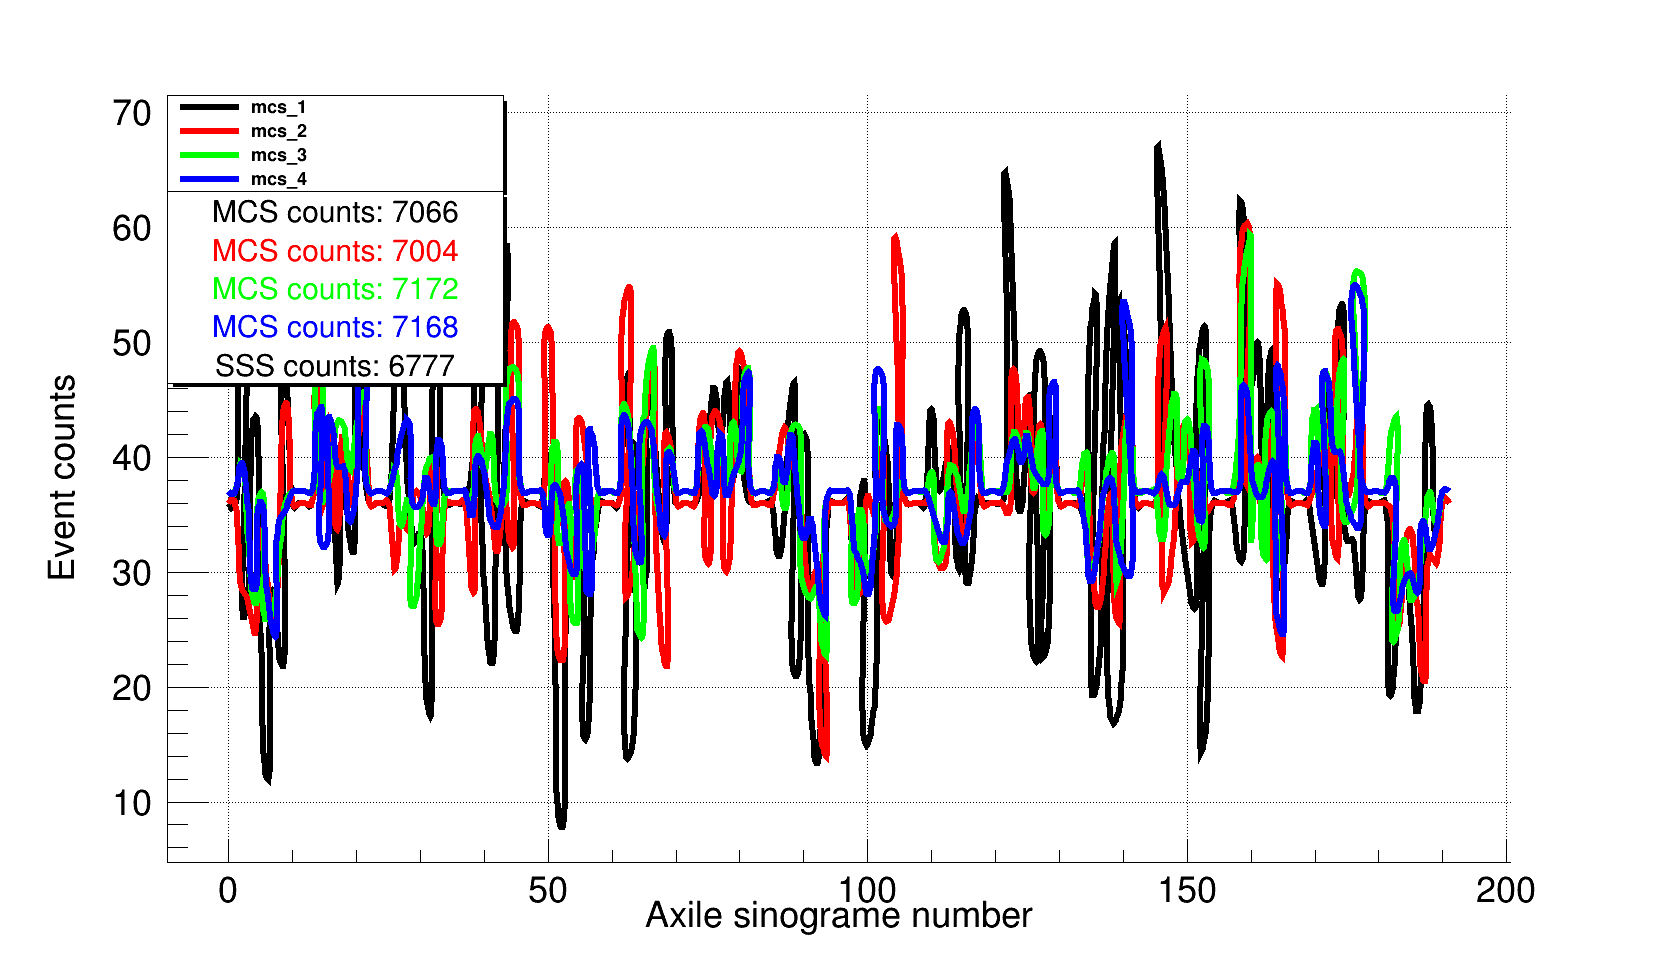 mcs_1
mcs_2
mcs_3
mcs_4
MCS counts: 7066
MCS counts: 7004
MCS counts: 7172
MCS counts: 7168
SSS counts: 6777
70
60
50
40
30
20
10
Event counts
0 50 100 150 200
Axile sinograme number